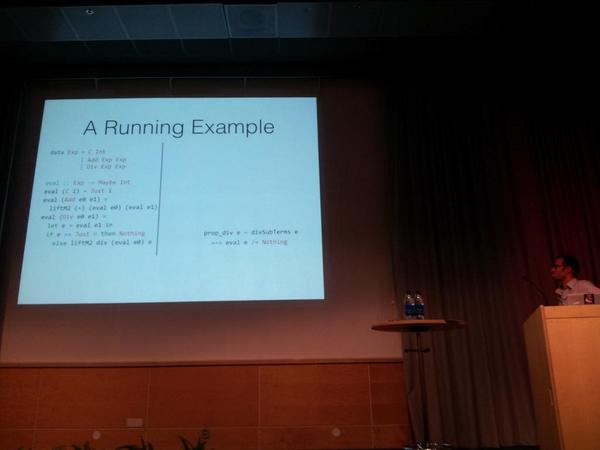 A Running Example
data Exp = C Int
| Add Exp Exp
| Div Exp Exp
eval :: Exp -> Maybe Int
eval (C i) = Just i
eval (Add e0 e1) =
liftM2 (+) (eval e0) (eval e1)
eval (Div e0 e1) =
let e = eval e1 in
if e == Just 0 then Nothing
else liftM2 div (eval e0) e
prop_div e = divSubTerms e
==> eval e /= Nothing